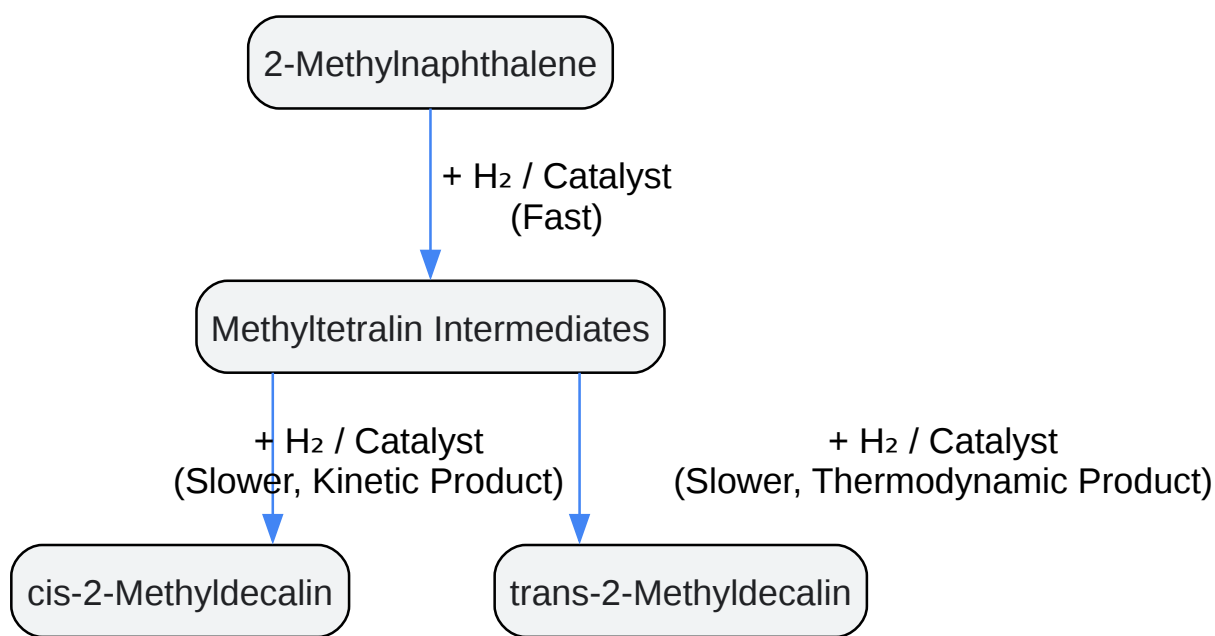 2-Methylnaphthalene
+ H₂ / Catalyst
(Fast)
Methyltetralin Intermediates
+ H₂ / Catalyst
(Slower, Kinetic Product)
+ H₂ / Catalyst
(Slower, Thermodynamic Product)
cis-2-Methyldecalin
trans-2-Methyldecalin